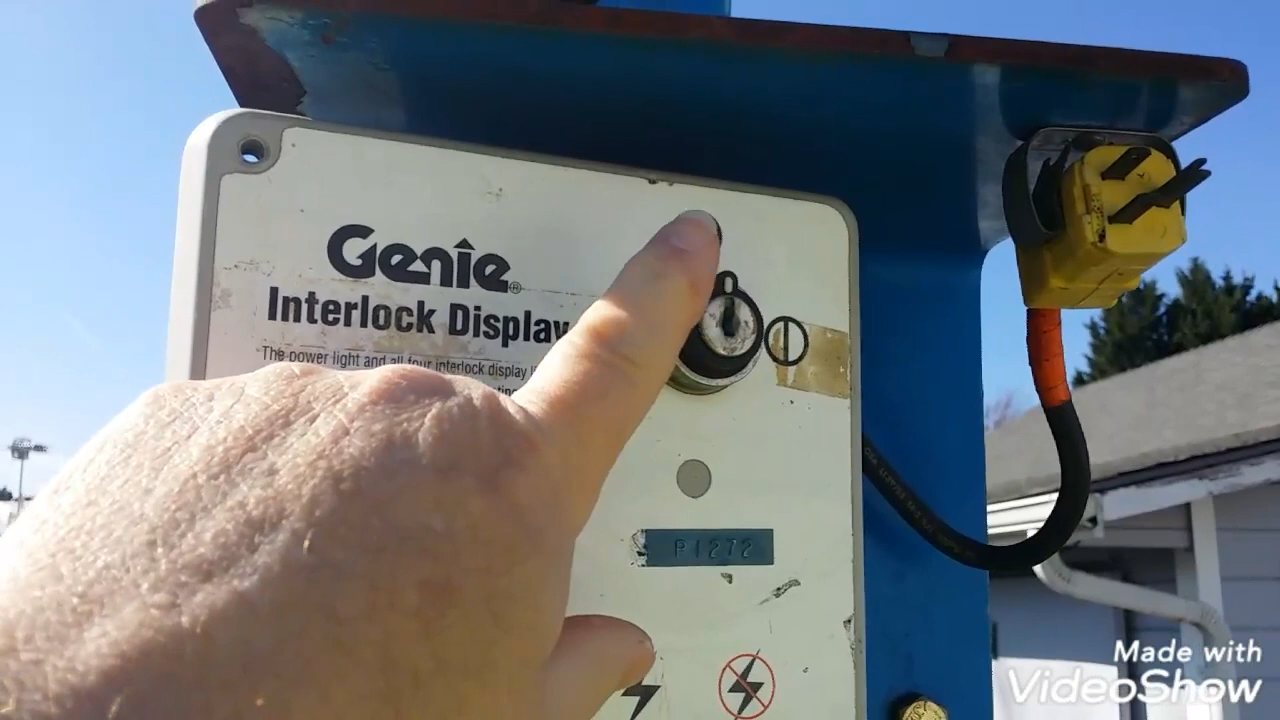 Genie®
Interlock Display
The power light and all four interlock display
P1272
Made with
VideoShow